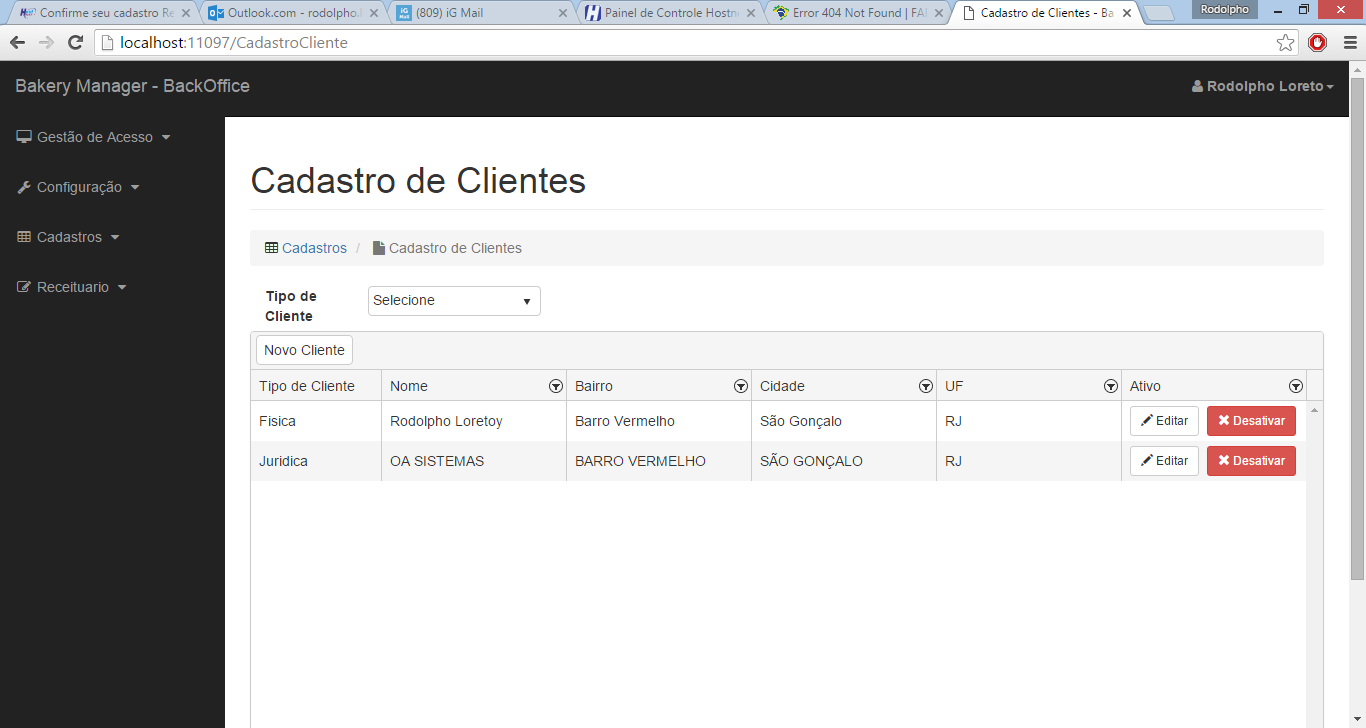 Confirme seu cadastro Re
Outlook.com - rodolpho.l
(809) iG Mail
Painel de Controle Hostn
Error 404 Not Found | FA
Cadastro de Clientes - Ba
Rodolpho
localhost:11097/CadastroCliente
Bakery Manager - BackOffice
Rodolpho Loreto
Gestão de Acesso
Configuração
Cadastros
Receituario
Cadastro de Clientes
Cadastros / Cadastro de Clientes
Tipo de
Cliente
Selecione
Novo Cliente
Tipo de Cliente Nome Bairro Cidade UF Ativo
Fisica Rodolpho Loretoy Barro Vermelho São Gonçalo RJ Editar Desativar
Juridica OA SISTEMAS BARRO VERMELHO SÃO GONÇALO RJ Editar Desativar